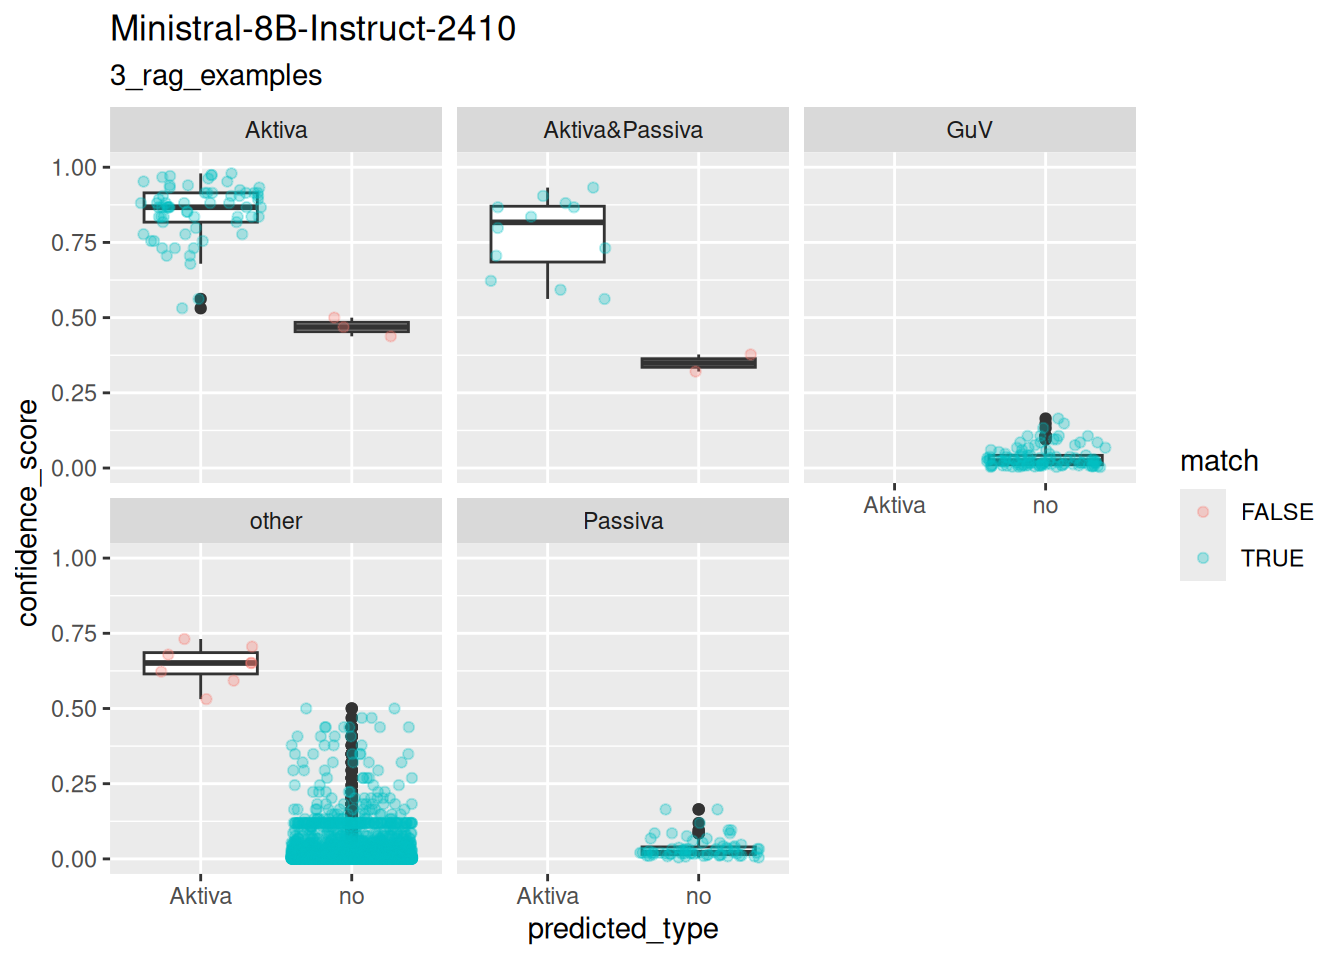 Ministral-8B-Instruct-2410
3_rag_examples
Aktiva
Aktiva&Passiva
GuV
1.00
0.75
0.50
0.25
0.00
Aktiva no
other
Passiva
1.00
0.75
0.50
0.25
0.00
Aktiva no
Aktiva no
predicted_type
confidence_score
match
FALSE
TRUE